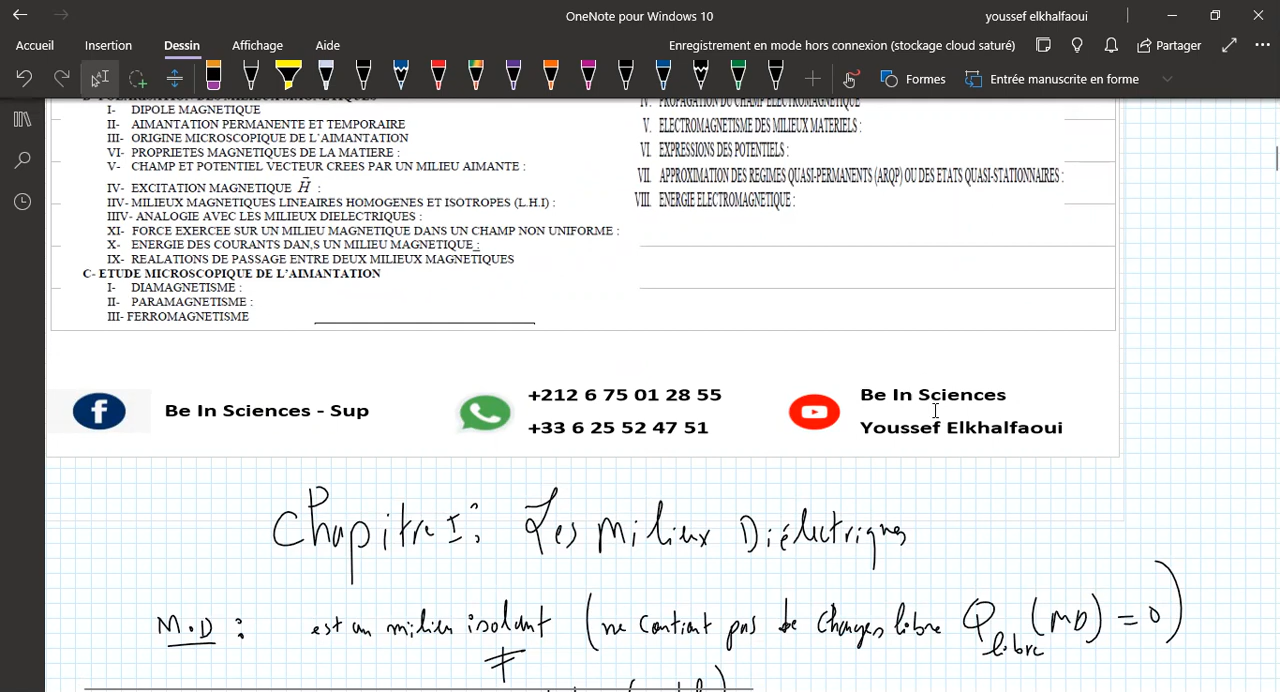 OneNote pour Windows 10
youssef elkhalfaoui
Accueil Insertion Dessin Affichage Aide
Enregistrement en mode hors connexion (stockage cloud saturé) Partager
Formes Entrée manuscrite en forme
I- DIPOLE MAGNETIQUE
II- AIMANTATION PERMANENTE ET TEMPORAIRE
III- ORIGINE MICROSCOPIQUE DE L'AIMANTATION
VI- PROPRIETES MAGNETIQUES DE LA MATIERE :
V- CHAMP ET POTENTIEL VECTEUR CREES PAR UN MILIEU AIMANTE :
IV- EXCITATION MAGNETIQUE H :
IIV- MILIEUX MAGNETIQUES LINEAIRES HOMOGENES ET ISOTROPES (L.H.I) :
IIIV- ANALOGIE AVEC LES MILIEUX DIELECTRIQUES :
XI- FORCE EXERCEE SUR UN MILIEU MAGNETIQUE DANS UN CHAMP NON UNIFORME :
X- ENERGIE DES COURANTS DAN,S UN MILIEU MAGNETIQUE :
IX- REALATIONS DE PASSAGE ENTRE DEUX MILIEUX MAGNETIQUES
C- ETUDE MICROSCOPIQUE DE L'AIMANTATION
I- DIAMAGNETISME :
II- PARAMAGNETISME :
III- FERROMAGNETISME
IV. PROPAGATION DU CHAMP ELECTROMAGNETIQUE
V. ELECTROMAGNETISME DES MILIEUX MATERIELS :
VI. EXPRESSIONS DES POTENTIELS :
VII. APPROXIMATION DES REGIMES QUASI-PERMANENTS (ARQP) OU DES ETATS QUASI-STATIONNAIRES :
VIII. ENERGIE ELECTROMAGNETIQUE :
Be In Sciences - Sup
+212 6 75 01 28 55
+33 6 25 52 47 51
Be In Sciences
Youssef Elkhalfaoui
Chapitre I : Les Milieux Diélectriques
M.D : est un milieu isolant (ne contient pas de charges libre Q libre (MD) = 0)